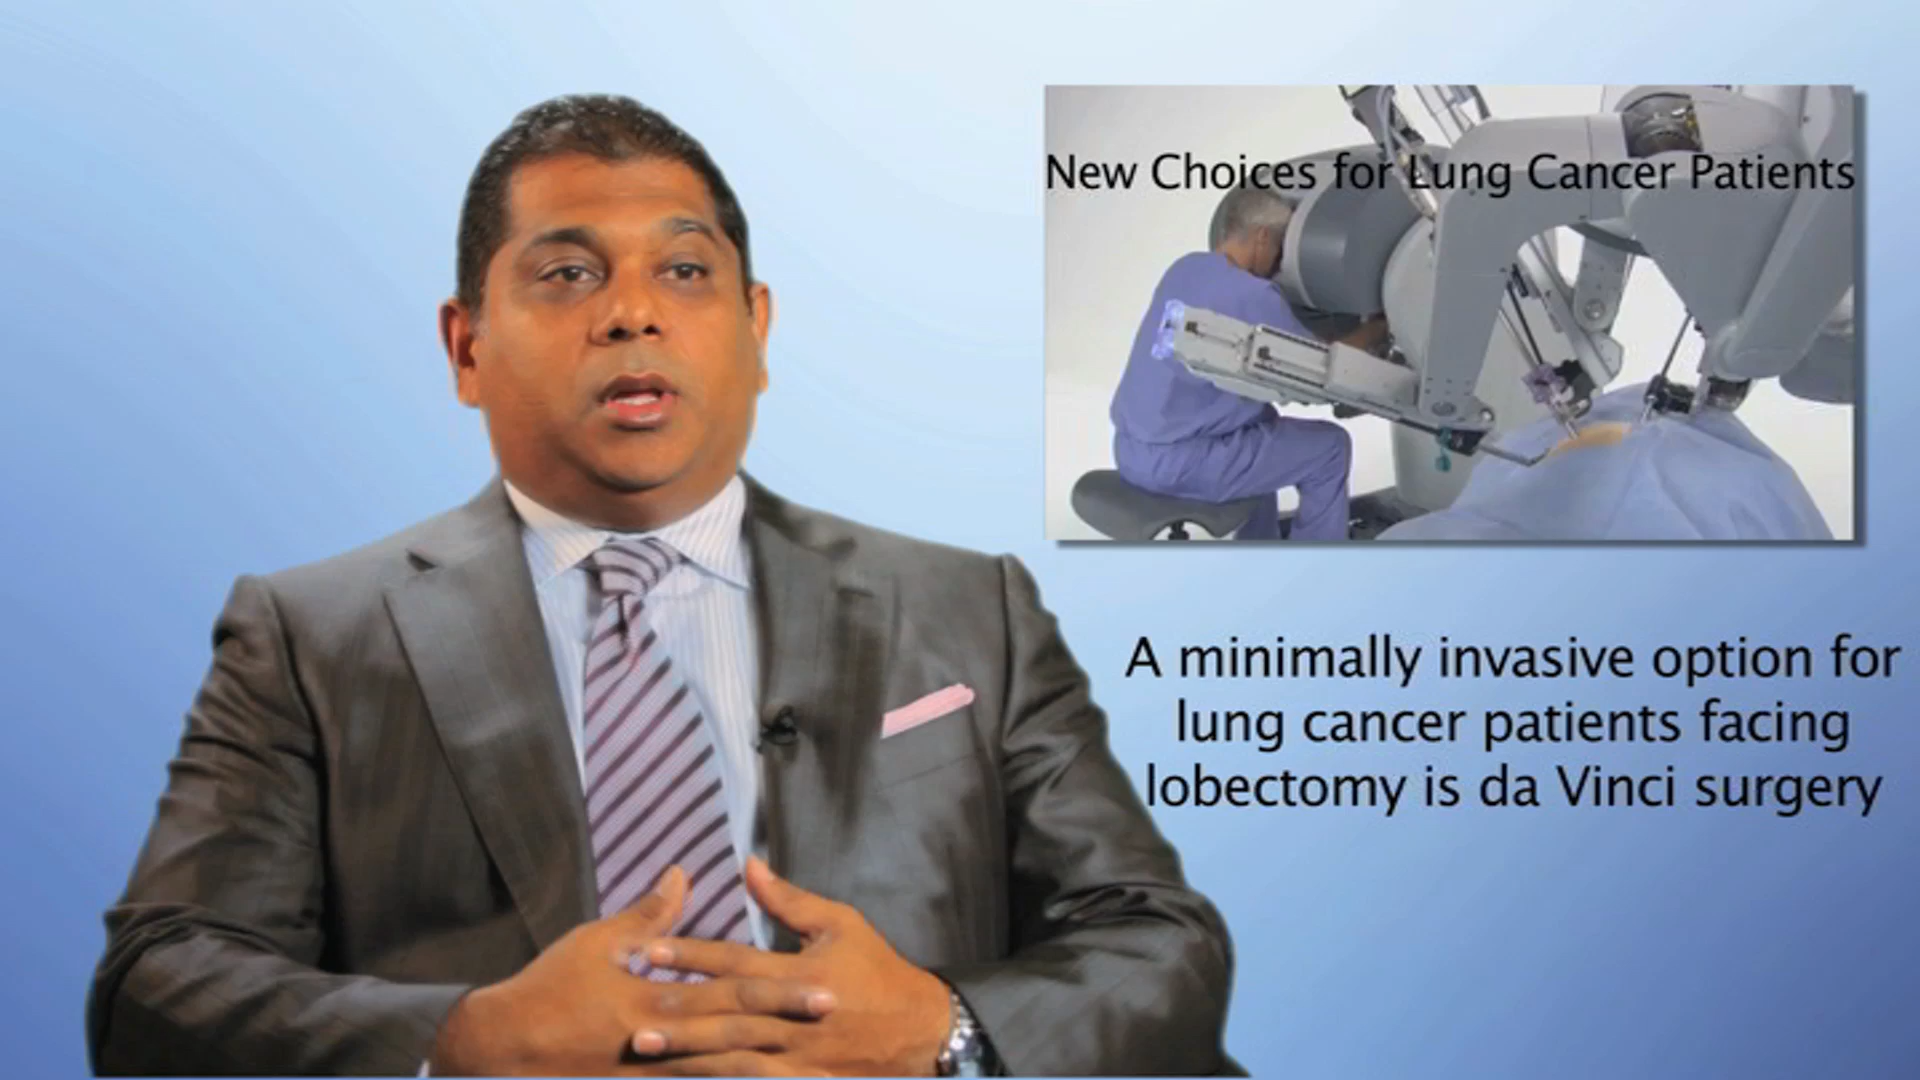 New Choices for Lung Cancer Patients
A minimally invasive option for
lung cancer patients facing
lobectomy is da Vinci surgery